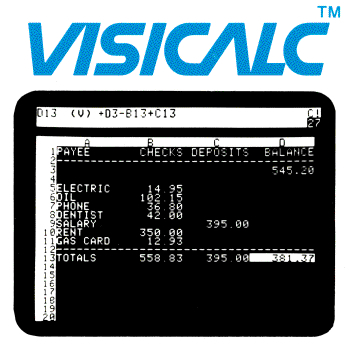 TM
VISICALC
D13 (V) +D3-B13+C13 C1
27
A B C D
1 PAYEE CHECKS DEPOSITS BALANCE
2 --------------------------------
3 545.20
4
5 ELECTRIC 14.95
6 OIL 102.15
7 PHONE 36.80
8 DENTIST 42.00
9 SALARY 395.00
10 RENT 350.00
11 GAS CARD 12.93
12 --------------------------------
13 TOTALS 558.83 395.00 381.37
14
15
16
17
18
19
20